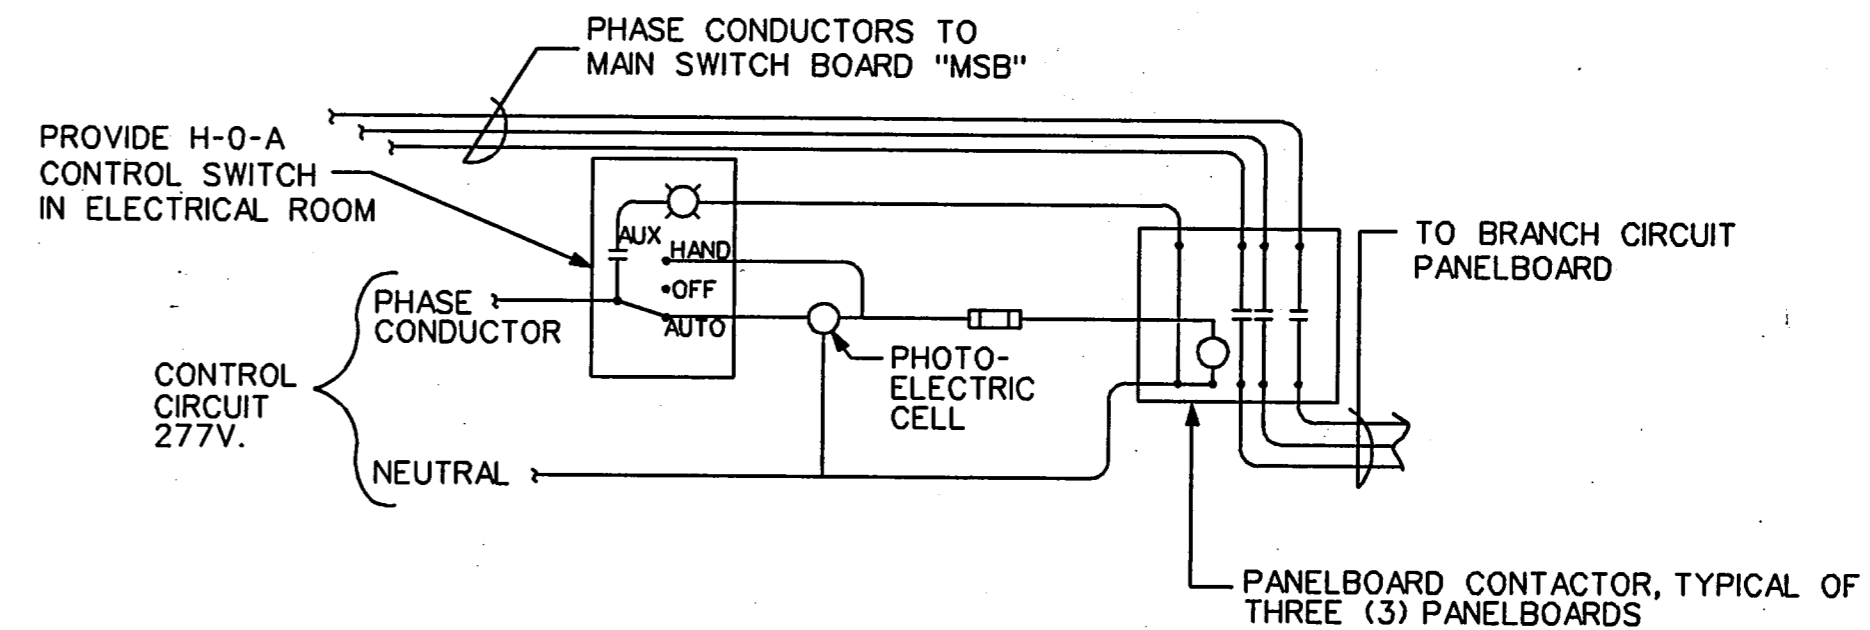 PHASE CONDUCTORS TO
MAIN SWITCH BOARD "MSB"
PROVIDE H-O-A
CONTROL SWITCH
IN ELECTRICAL ROOM
AUX
HAND
OFF
AUTO
TO BRANCH CIRCUIT
PANELBOARD
PHASE
CONDUCTOR
PHOTO-
ELECTRIC
CELL
CONTROL
CIRCUIT
277V.
NEUTRAL
PANELBOARD CONTACTOR, TYPICAL OF
THREE (3) PANELBOARDS